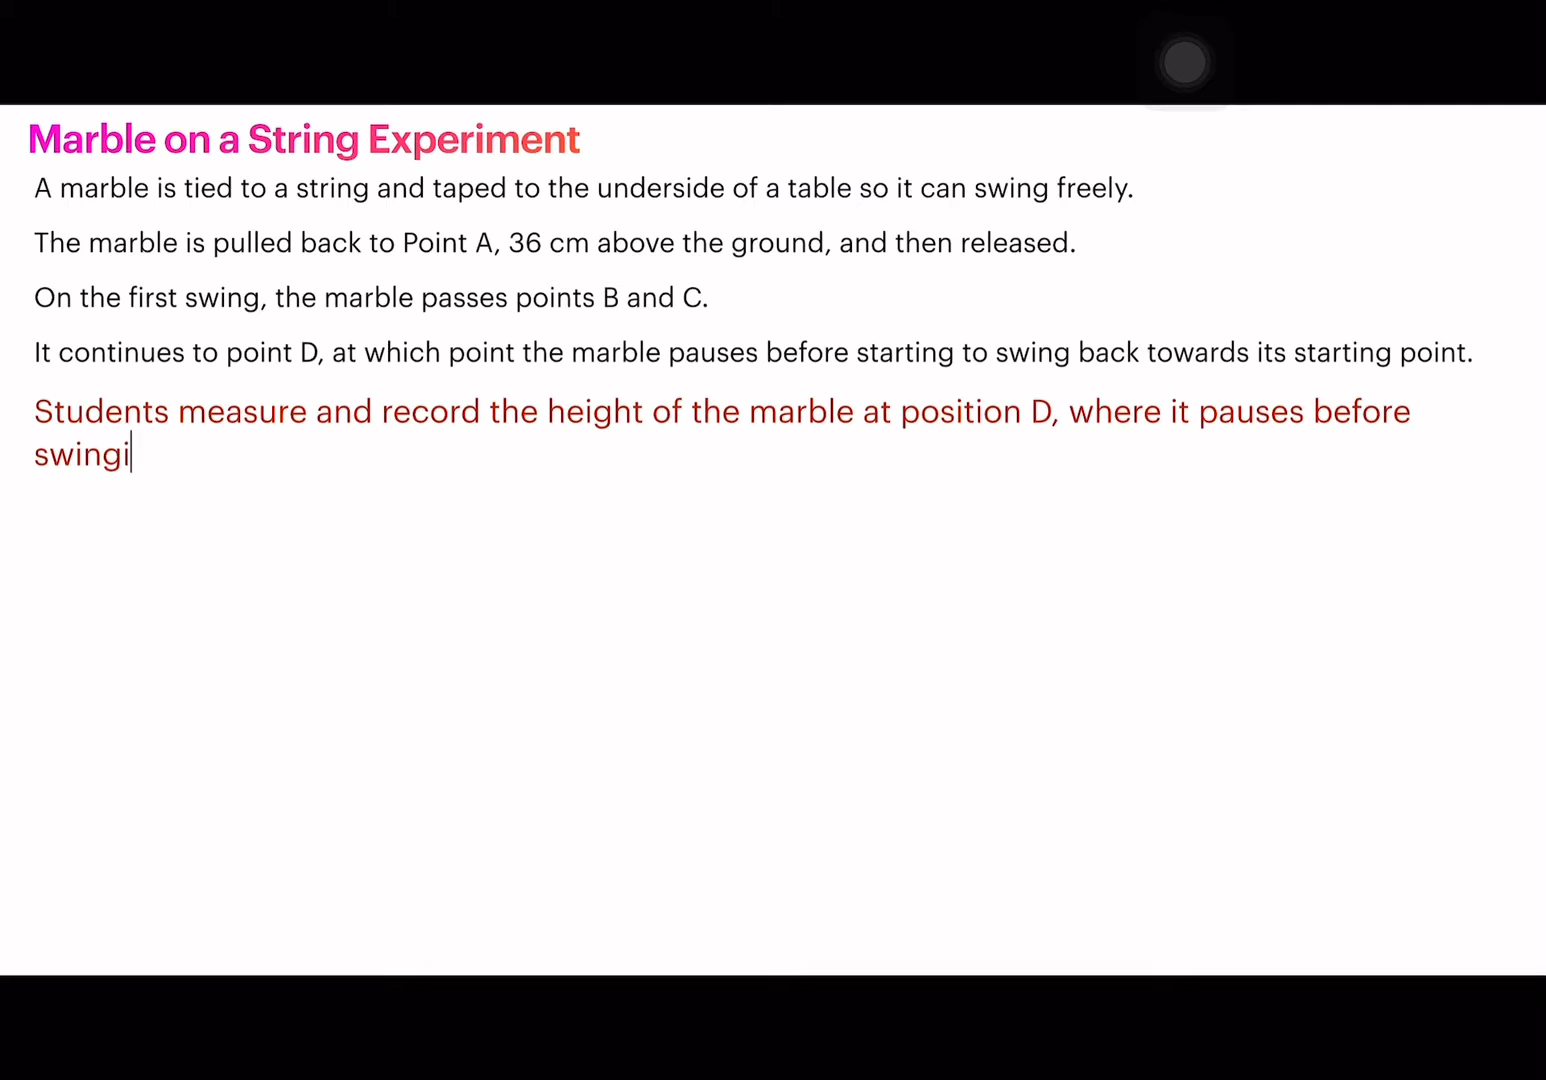 Marble on a String Experiment
A marble is tied to a string and taped to the underside of a table so it can swing freely.
The marble is pulled back to Point A, 36 cm above the ground, and then released.
On the first swing, the marble passes points B and C.
It continues to point D, at which point the marble pauses before starting to swing back towards its starting point.
Students measure and record the height of the marble at position D, where it pauses before
swingi